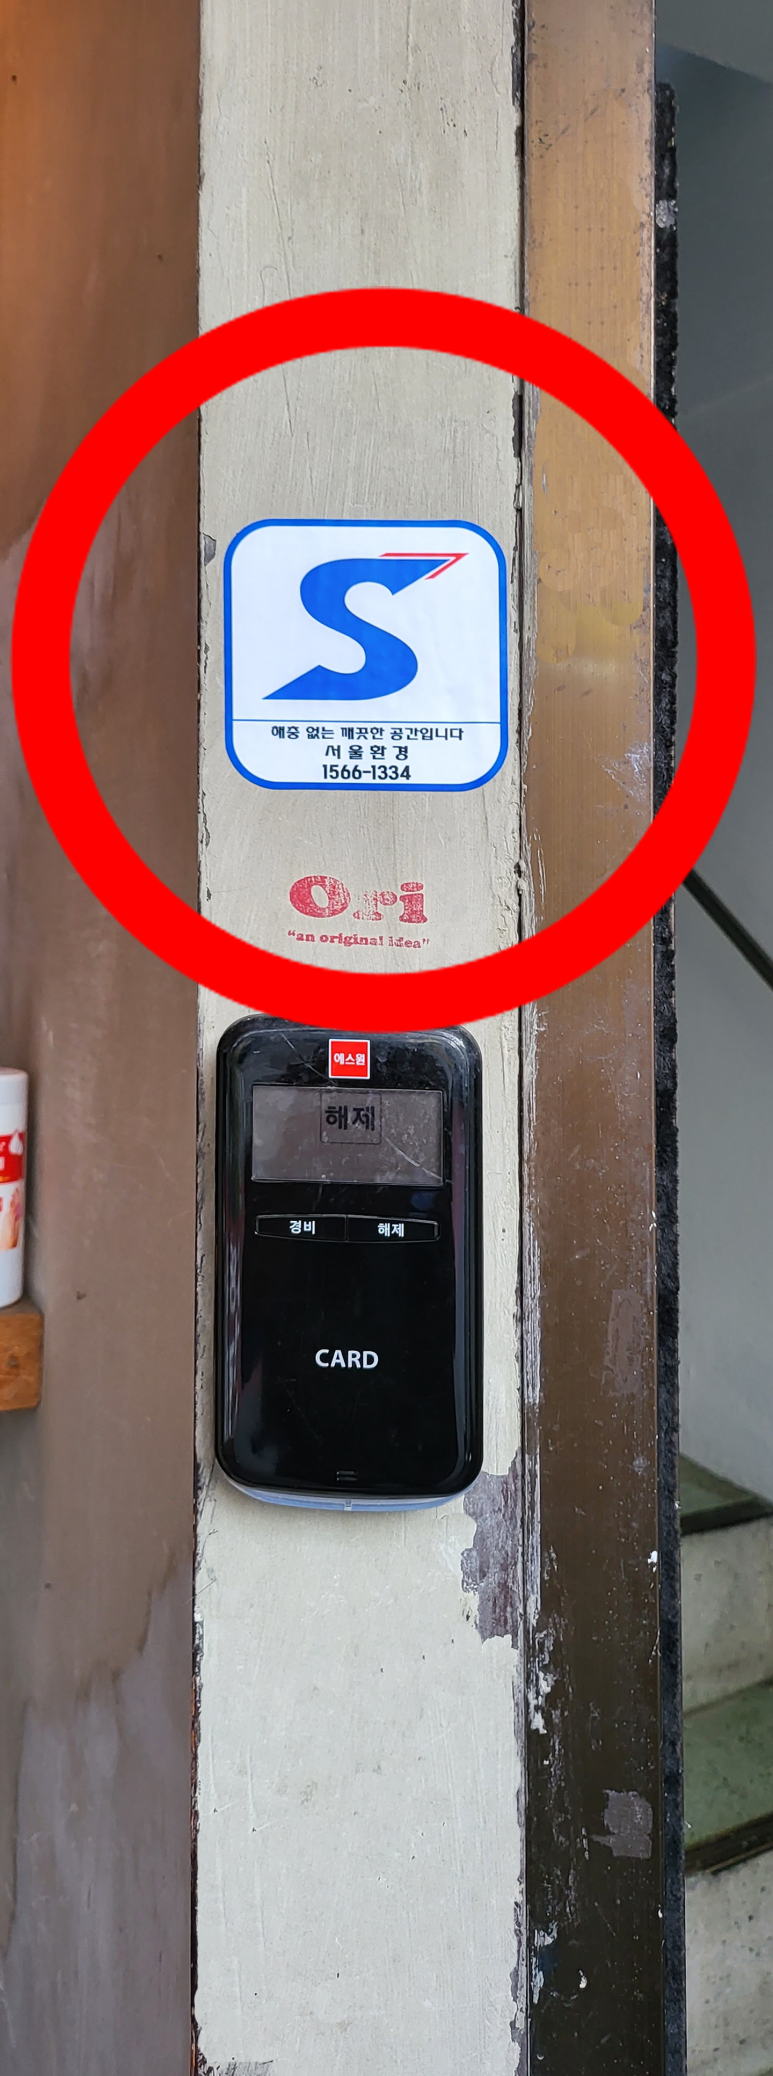 S
해충 없는 깨끗한 공간입니다
서울환경
1566-1334
Ori
“an original idea”
에스원
해제
경비 해제
CARD